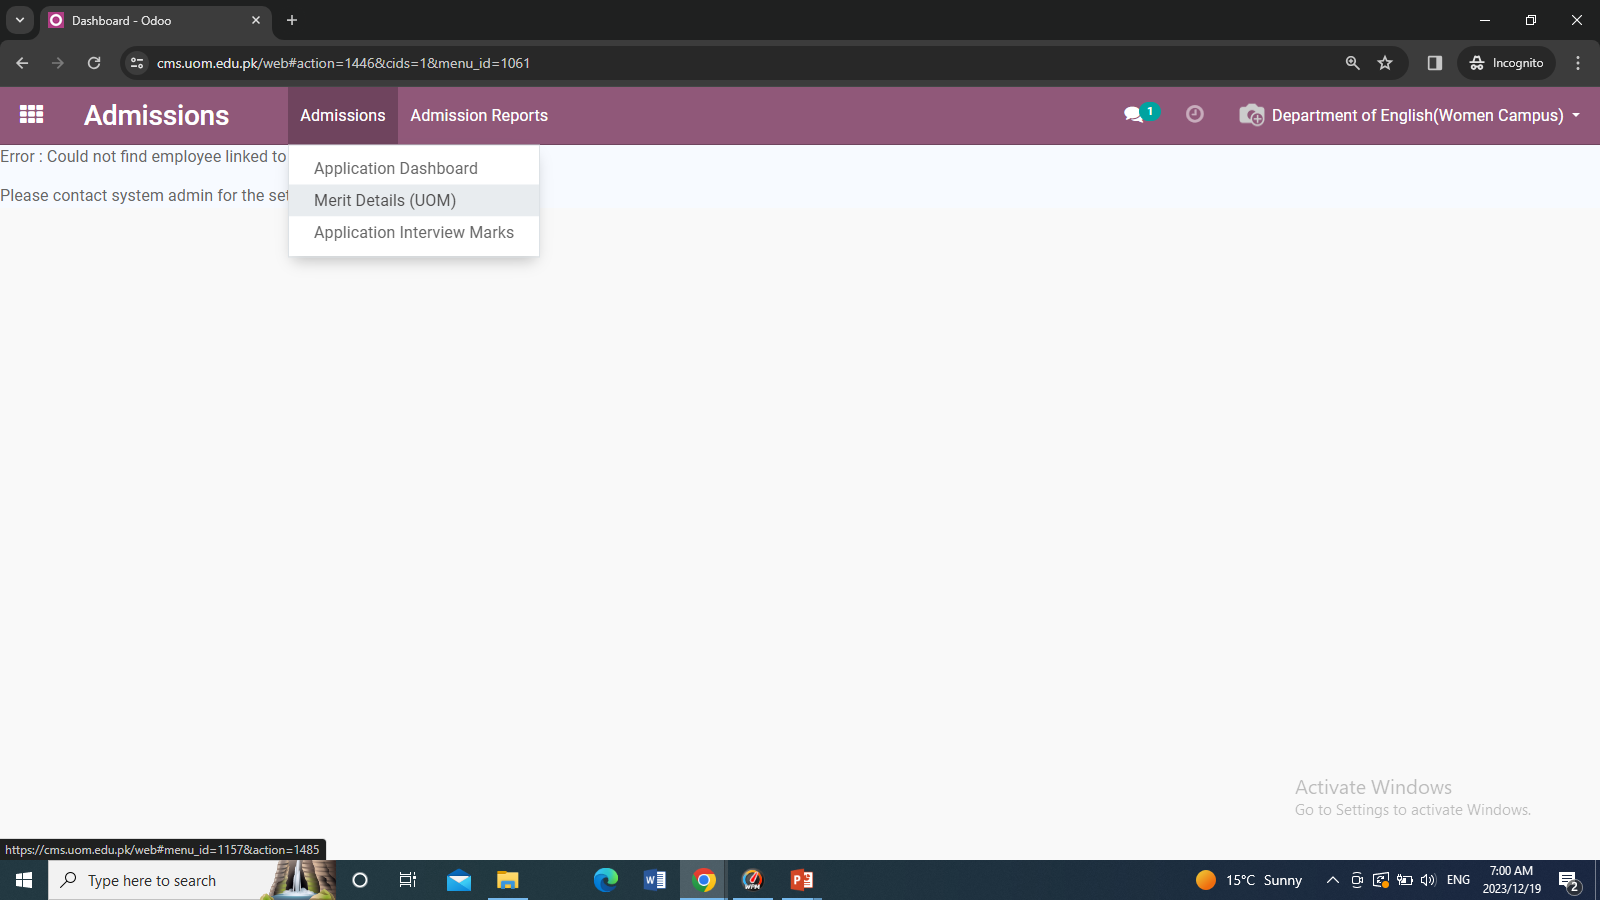 Dashboard - Odoo
cms.uom.edu.pk/web#action=1446&cids=1&menu_id=1061
Incognito
Admissions
Admissions
Admission Reports
1
Department of English(Women Campus)
Error : Could not find employee linked to
Please contact system admin for the
Application Dashboard
Merit Details (UOM)
Application Interview Marks
Activate Windows
Go to Settings to activate Windows.
https://cms.uom.edu.pk/web#menu_id=1157&action=1485
Type here to search
15°C Sunny
ENG
7:00 AM
2023/12/19
2